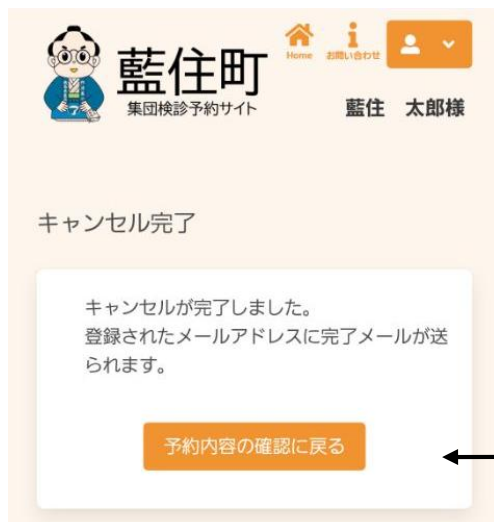 藍住町
集団検診予約サイト
Home
お問い合わせ
藍住　太郎様
キャンセル完了
キャンセルが完了しました。
登録されたメールアドレスに完了メールが送
られます。
予約内容の確認に戻る